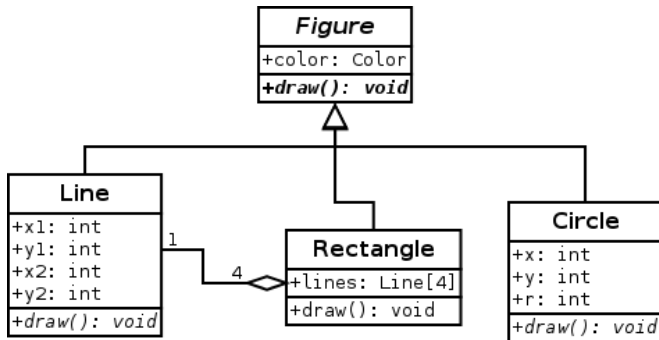 Figure
+color: Color
+draw(): void
Line
+x1: int
+y1: int
+x2: int
+y2: int
+draw(): void
1
4
Rectangle
+lines: Line[4]
+draw(): void
Circle
+x: int
+y: int
+r: int
+draw(): void